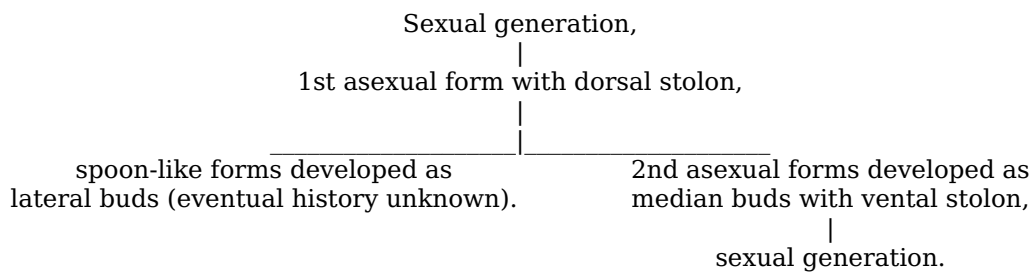 Sexual generation,
1st asexual form with dorsal stolon,
spoon-like forms developed as
lateral buds (eventual history unknown).
2nd asexual forms developed as
median buds with vental stolon,
sexual generation.